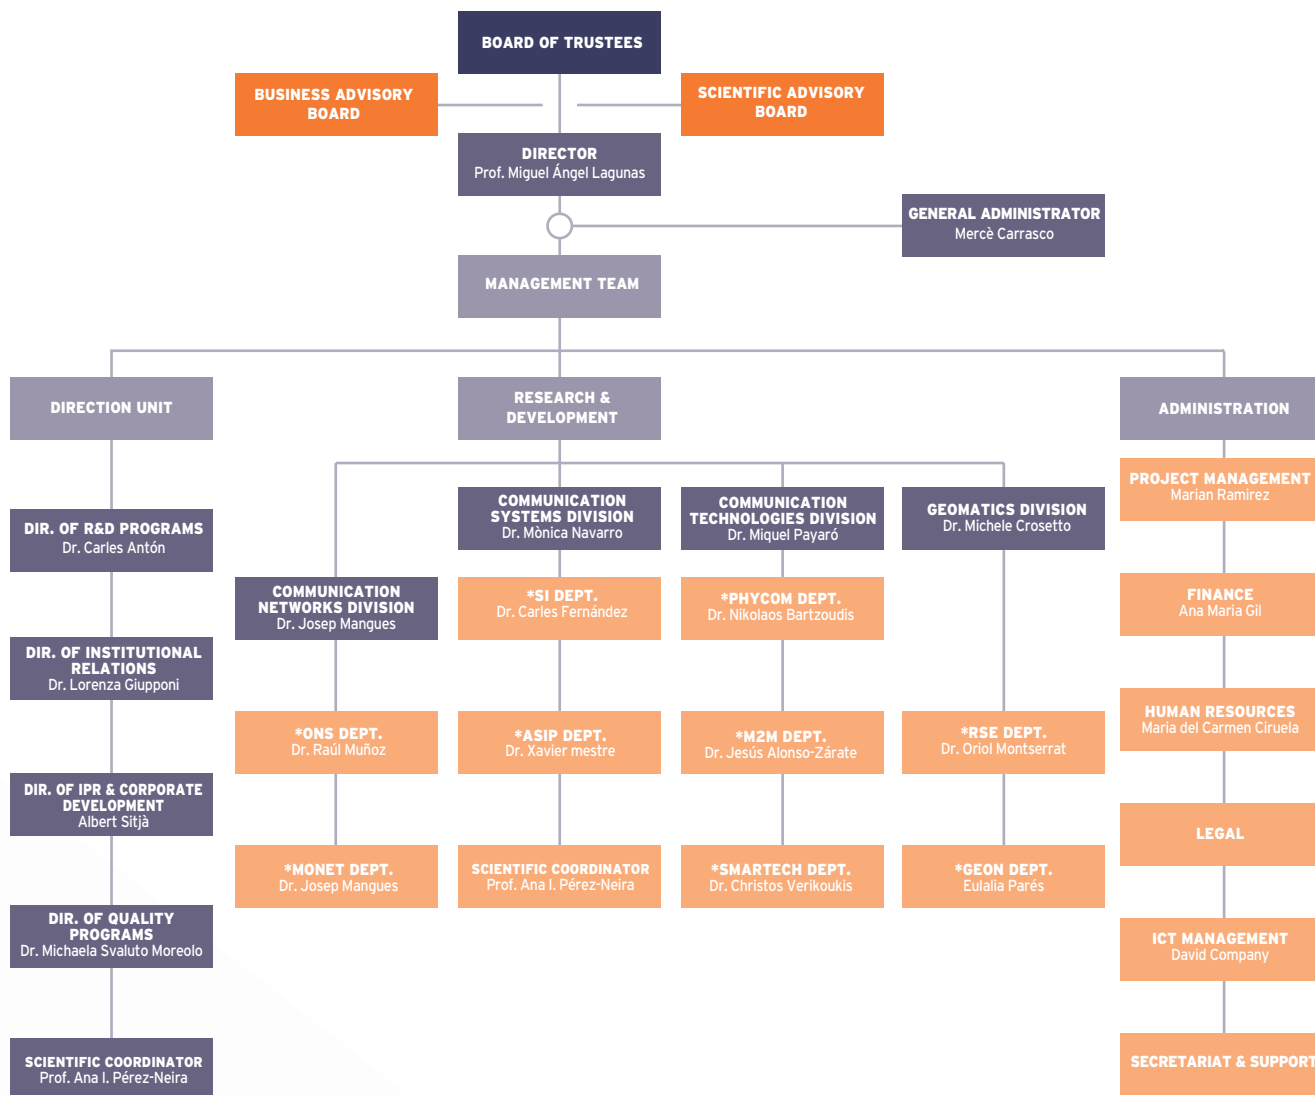 BOARD OF TRUSTEES
BUSINESS ADVISORY
BOARD
SCIENTIFIC ADVISORY
BOARD
DIRECTOR
Prof. Miguel Ángel Lagunas
GENERAL ADMINISTRATOR
Mercè Carrasco
MANAGEMENT TEAM
DIRECTION UNIT
DIR. OF R&D PROGRAMS
Dr. Carles Antón
DIR. OF INSTITUTIONAL
RELATIONS
Dr. Lorenza Giupponi
DIR. OF IPR & CORPORATE
DEVELOPMENT
Albert Sitjà
DIR. OF QUALITY
PROGRAMS
Dr. Michaela Svaluto Moreolo
SCIENTIFIC COORDINATOR
Prof. Ana I. Pérez-Neira
RESEARCH &
DEVELOPMENT
COMMUNICATION
NETWORKS DIVISION
Dr. Josep Mangues
*ONS DEPT.
Dr. Raúl Muñoz
*MONET DEPT.
Dr. Josep Mangues
COMMUNICATION
SYSTEMS DIVISION
Dr. Mònica Navarro
*SI DEPT.
Dr. Carles Fernández
*ASIP DEPT.
Dr. Xavier mestre
SCIENTIFIC COORDINATOR
Prof. Ana I. Pérez-Neira
COMMUNICATION
TECHNOLOGIES DIVISION
Dr. Miquel Payaró
*PHYCOM DEPT.
Dr. Nikolaos Bartzoudis
*M2M DEPT.
Dr. Jesús Alonso-Zárate
*SMARTECH DEPT.
Dr. Christos Verikoukis
GEOMATICS DIVISION
Dr. Michele Crosetto
*RSE DEPT.
Dr. Oriol Montserrat
*GEON DEPT.
Eulalia Parés
ADMINISTRATION
PROJECT MANAGEMENT
Marian Ramirez
FINANCE
Ana Maria Gil
HUMAN RESOURCES
Maria del Carmen Ciruela
LEGAL
ICT MANAGEMENT
David Company
SECRETARIAT & SUPPORT